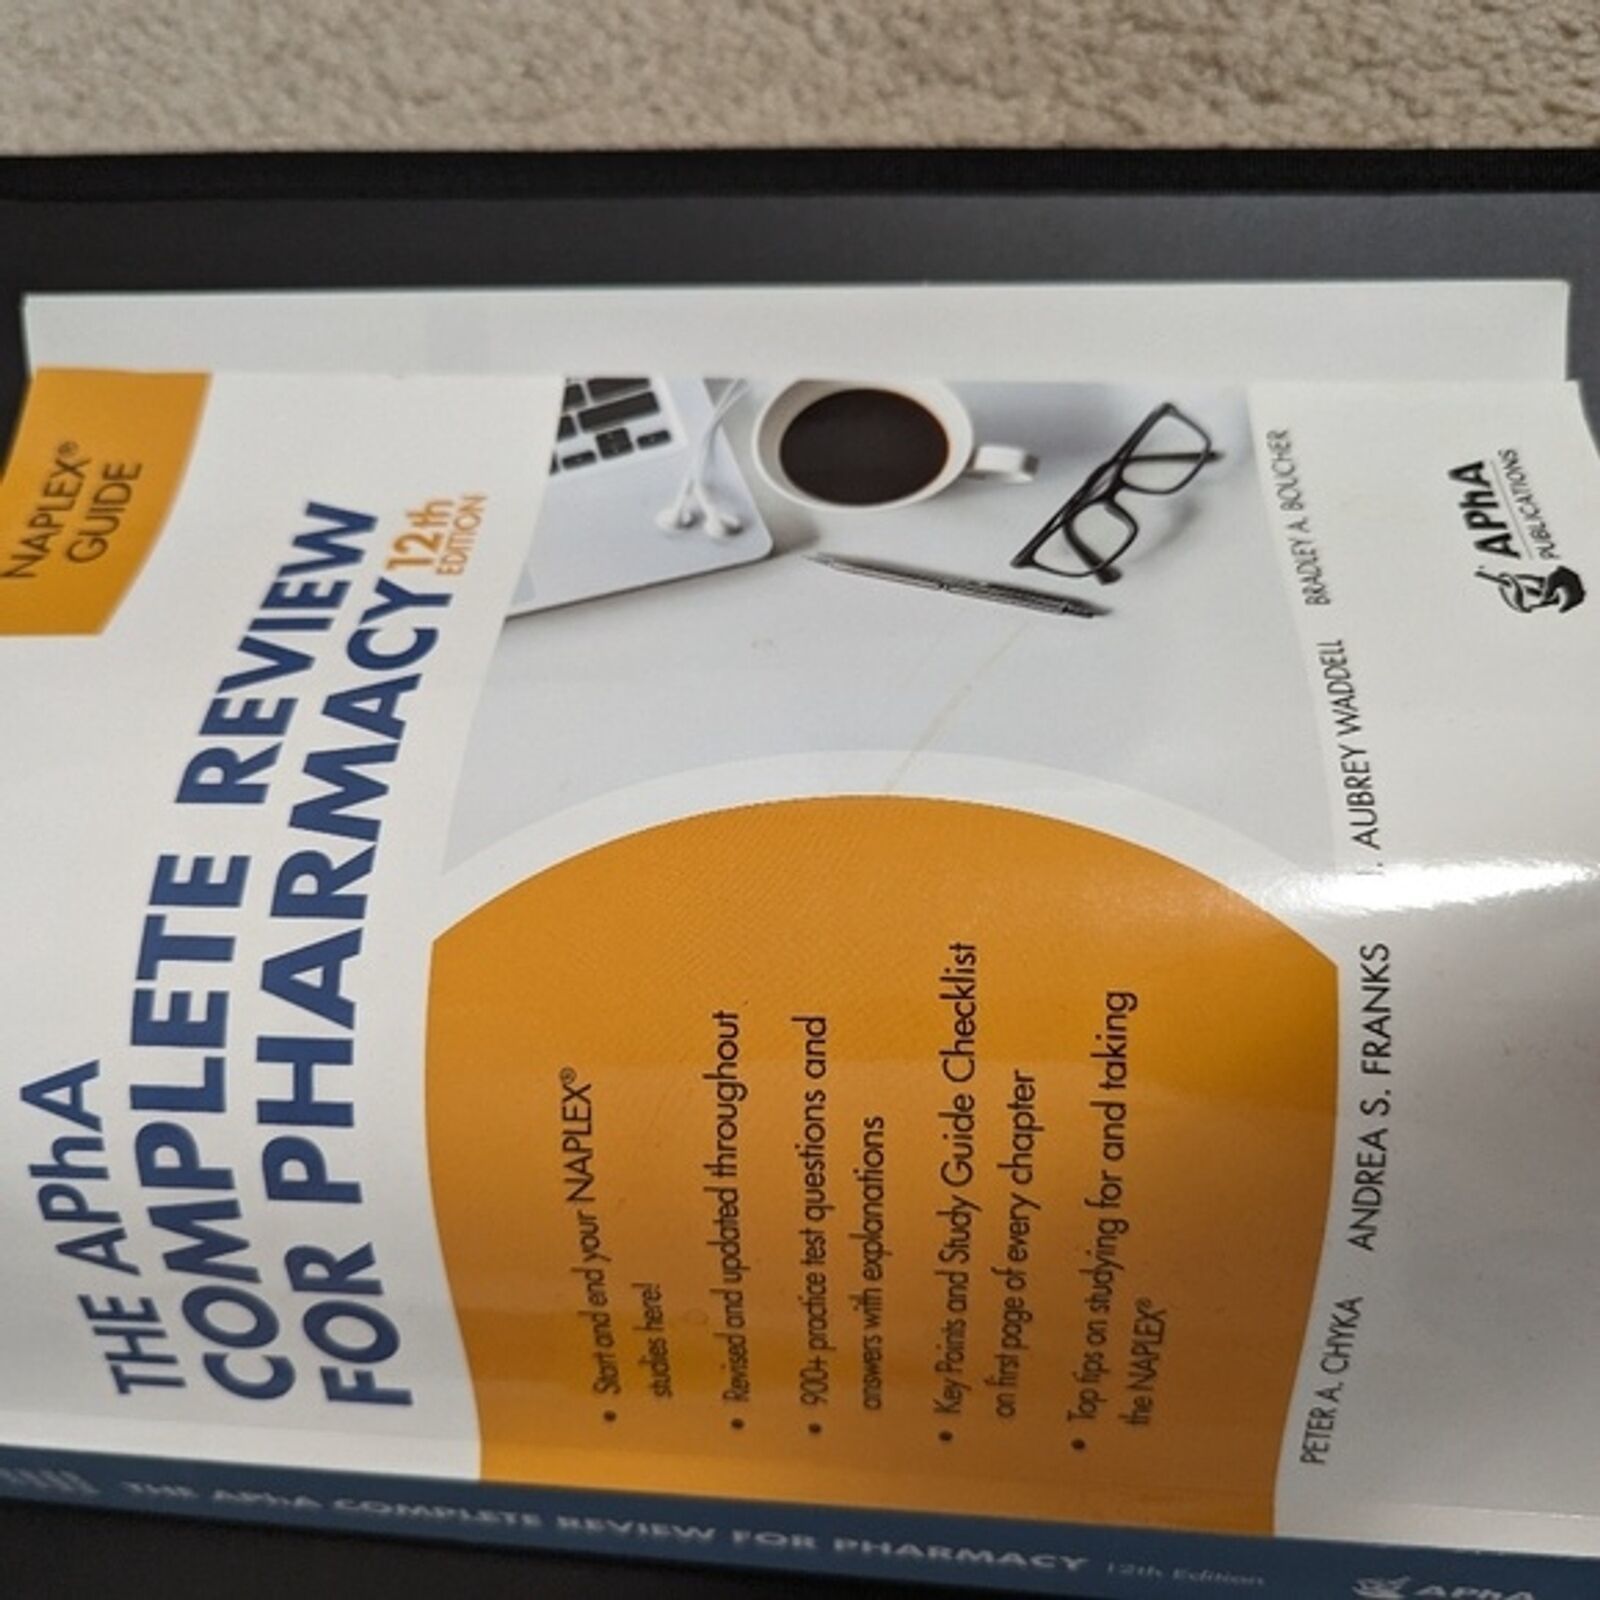 NAPLEX®
GUIDE
THE APhA
COMPLETE REVIEW
FOR PHARMACY
12th
EDITION
• Start and end your NAPLEX®
studies here!
• Revised and updated throughout
• 900+ practice test questions and
answers with explanations
• Key Points and Study Guide Checklist
on first page of every chapter
• Top tips on studying for and taking
the NAPLEX®
PETER A. CHYKA ANDREA S. FRANKS AUBREY WADDELL BRADLEY A. BOUCHER
APhA
PUBLICATIONS
THE APhA COMPLETE REVIEW FOR PHARMACY 12th Edition
APhA